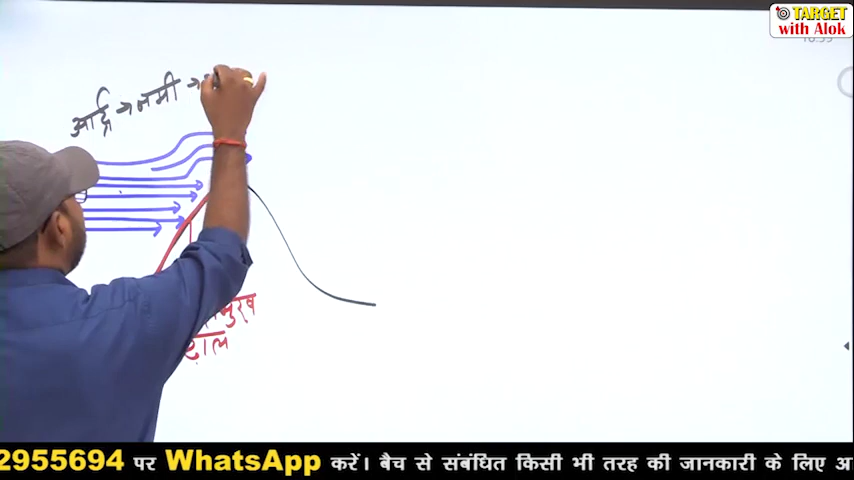 TARGET
with Alok
आर्द्र → नमी →
मुख
ढाल
2955694 पर WhatsApp करें। बैच से संबंधित किसी भी तरह की जानकारी के लिए अ